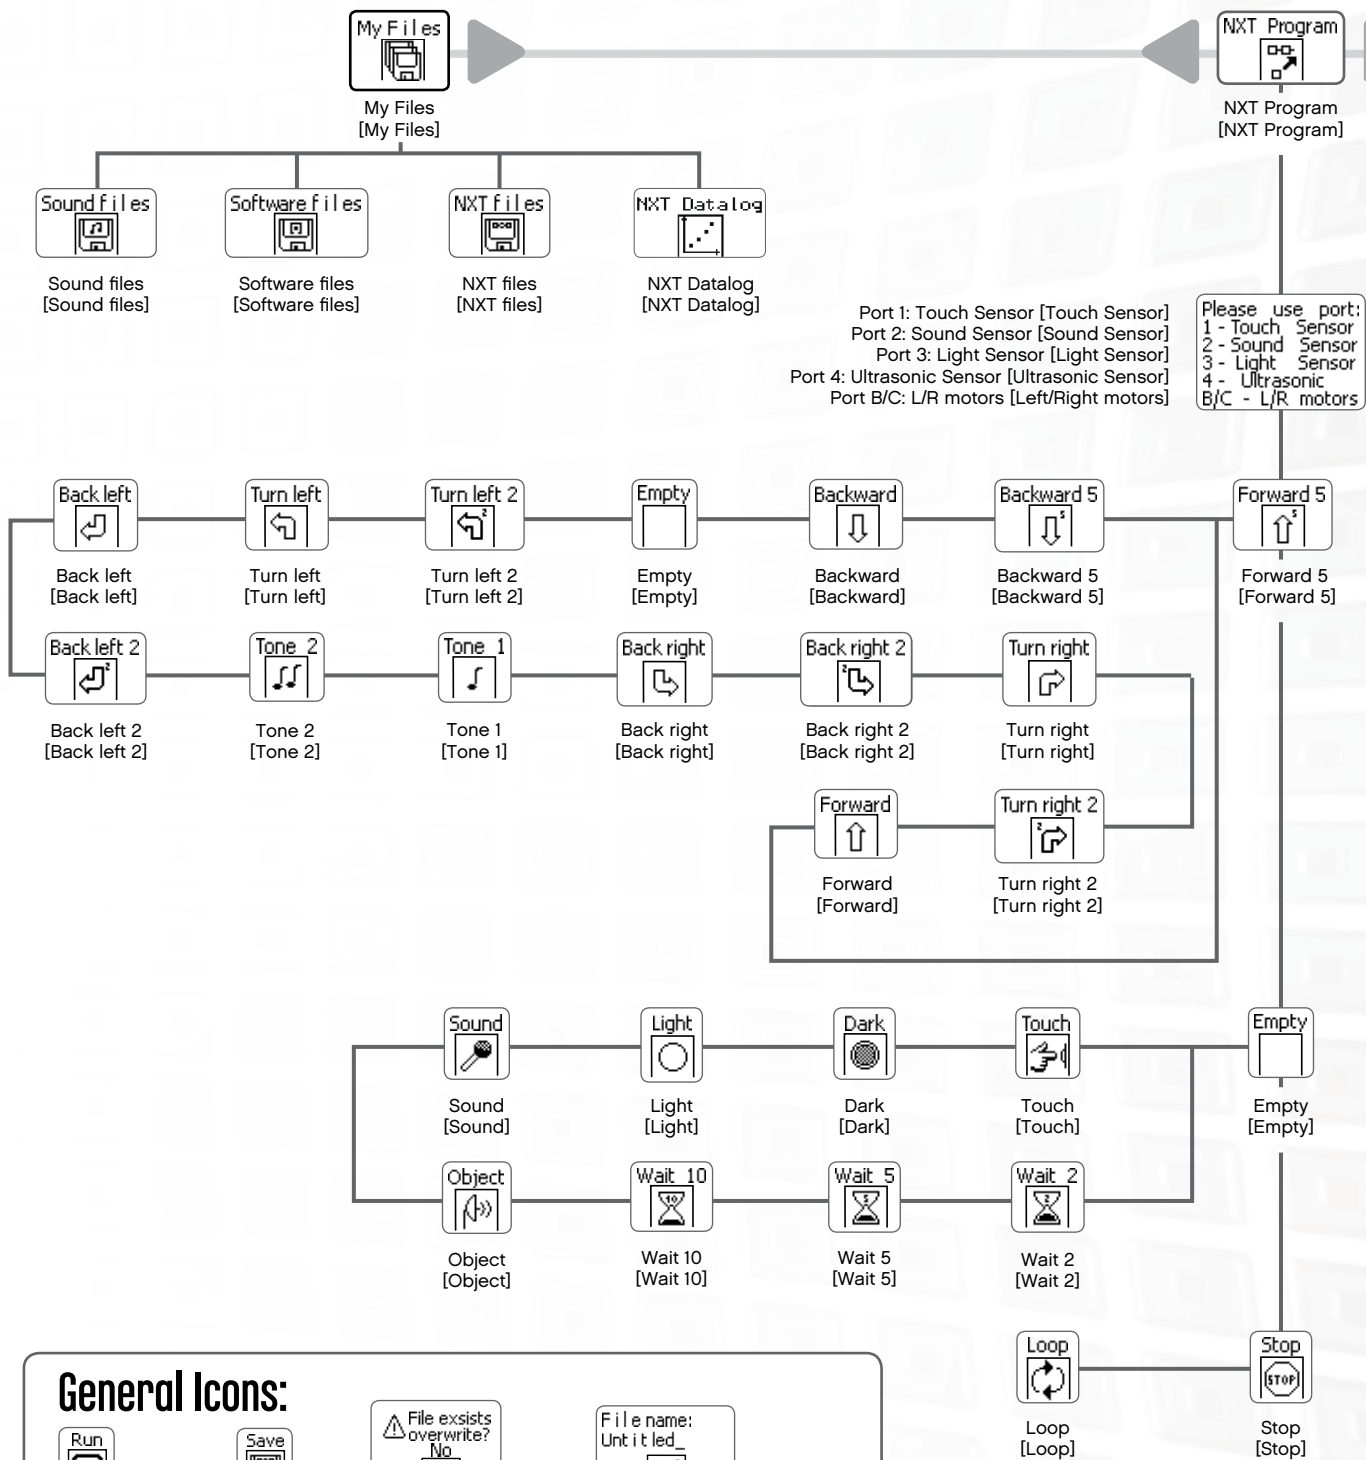 My Files
My Files
[My Files]
NXT Program
NXT Program
[NXT Program]
Sound files
Sound files
[Sound files]
Software files
Software files
[Software files]
NXT files
NXT files
[NXT files]
NXT Datalog
NXT Datalog
[NXT Datalog]
Port 1: Touch Sensor [Touch Sensor]
Port 2: Sound Sensor [Sound Sensor]
Port 3: Light Sensor [Light Sensor]
Port 4: Ultrasonic Sensor [Ultrasonic Sensor]
Port B/C: L/R motors [Left/Right motors]
Please use port:
1 - Touch Sensor
2 - Sound Sensor
3 - Light Sensor
4 - Ultrasonic
B/C - L/R motors
Back left
Back left
[Back left]
Turn left
Turn left
[Turn left]
Turn left 2
2
Turn left 2
[Turn left 2]
Empty
Empty
[Empty]
Backward
Backward
[Backward]
Backward 5
5
Backward 5
[Backward 5]
Forward 5
5
Forward 5
[Forward 5]
Back left 2
2
Back left 2
[Back left 2]
Tone 2
Tone 2
[Tone 2]
Tone 1
Tone 1
[Tone 1]
Back right
Back right
[Back right]
Back right 2
2
Back right 2
[Back right 2]
Turn right
Turn right
[Turn right]
Forward
Forward
[Forward]
Turn right 2
2
Turn right 2
[Turn right 2]
Sound
Sound
[Sound]
Light
Light
[Light]
Dark
Dark
[Dark]
Touch
Touch
[Touch]
Empty
Empty
[Empty]
Object
Object
[Object]
Wait 10
10
Wait 10
[Wait 10]
Wait 5
5
Wait 5
[Wait 5]
Wait 2
2
Wait 2
[Wait 2]
Loop
Loop
[Loop]
Stop
STOP
Stop
[Stop]
General Icons:
Run
Save
File exsists
overwrite?
No
File name:
Untitled_